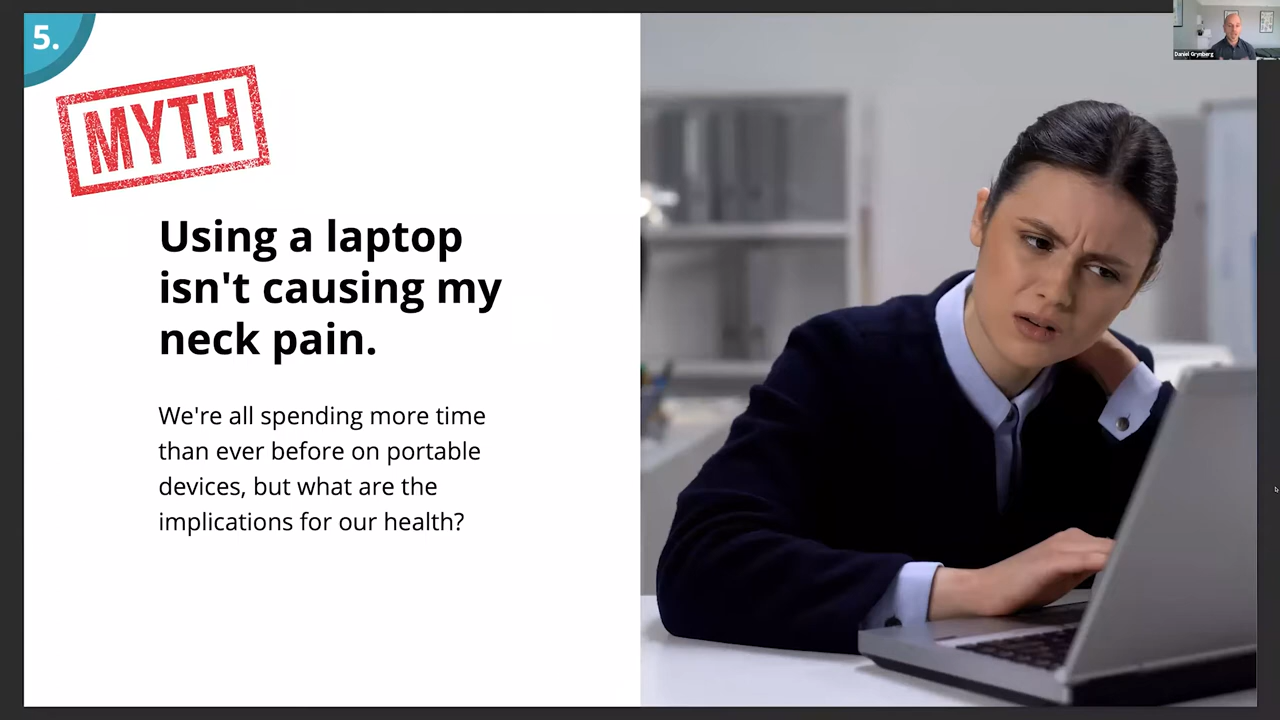 5.
MYTH
Using a laptop
isn't causing my
neck pain.
We're all spending more time
than ever before on portable
devices, but what are the
implications for our health?
Daniel Grynberg